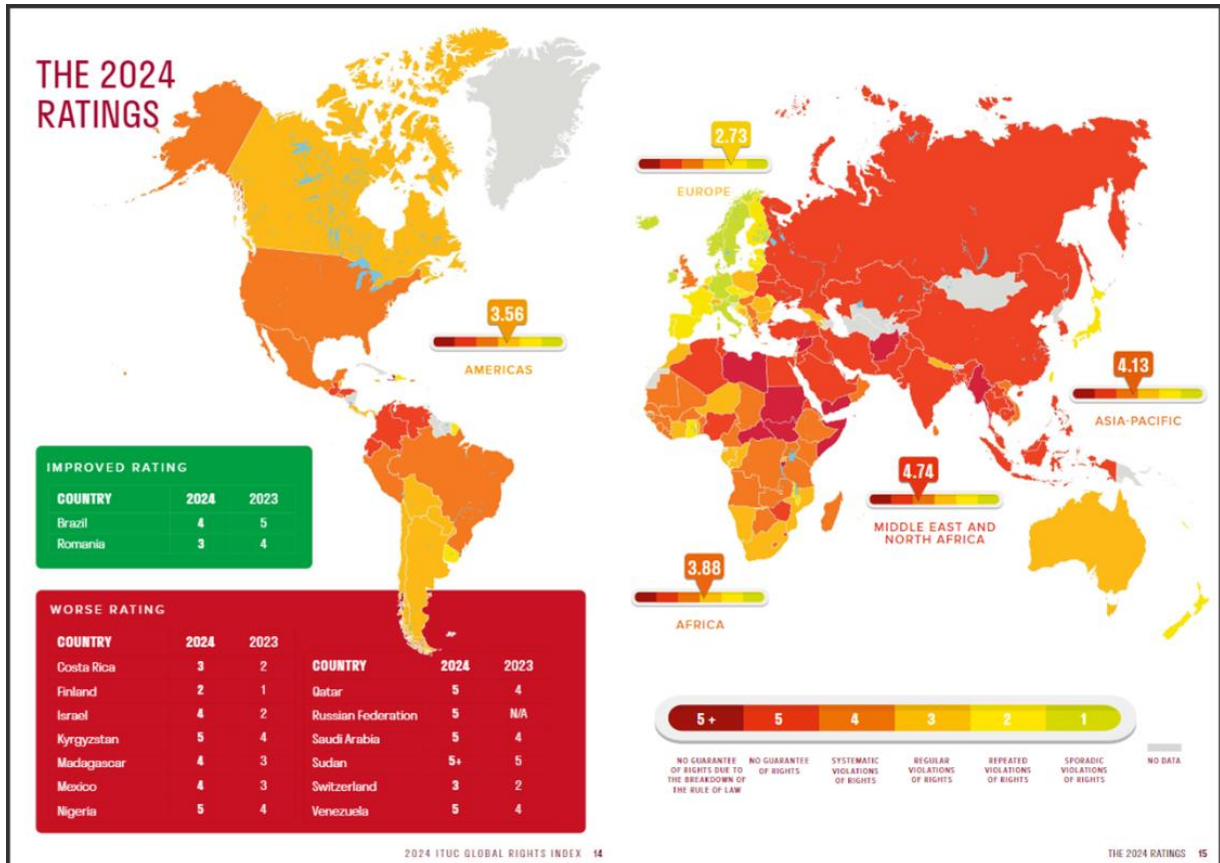 THE 2024
RATINGS
3.56
AMERICAS
IMPROVED RATING
COUNTRY 2024 2023
Brazil 4 5
Romania 3 4
WORSE RATING
COUNTRY 2024 2023
Costa Rica 3 2
Finland 2 1
Israel 4 2
Kyrgyzstan 5 4
Madagascar 4 3
Mexico 4 3
Nigeria 5 4
COUNTRY 2024 2023
Qatar 5 4
Russian Federation 5 N/A
Saudi Arabia 5 4
Sudan 5+ 5
Switzerland 3 2
Venezuela 5 4
2024 ITUC GLOBAL RIGHTS INDEX 14
2.73
EUROPE
4.13
ASIA-PACIFIC
4.74
MIDDLE EAST AND
NORTH AFRICA
3.88
AFRICA
5 + 5 4 3 2 1
NO GUARANTEE
OF RIGHTS DUE TO
THE BREAKDOWN OF
THE RULE OF LAW
NO GUARANTEE
OF RIGHTS
SYSTEMATIC
VIOLATIONS
OF RIGHTS
REGULAR
VIOLATIONS
OF RIGHTS
REPEATED
VIOLATIONS
OF RIGHTS
SPORADIC
VIOLATIONS
OF RIGHTS
NO DATA
THE 2024 RATINGS 15